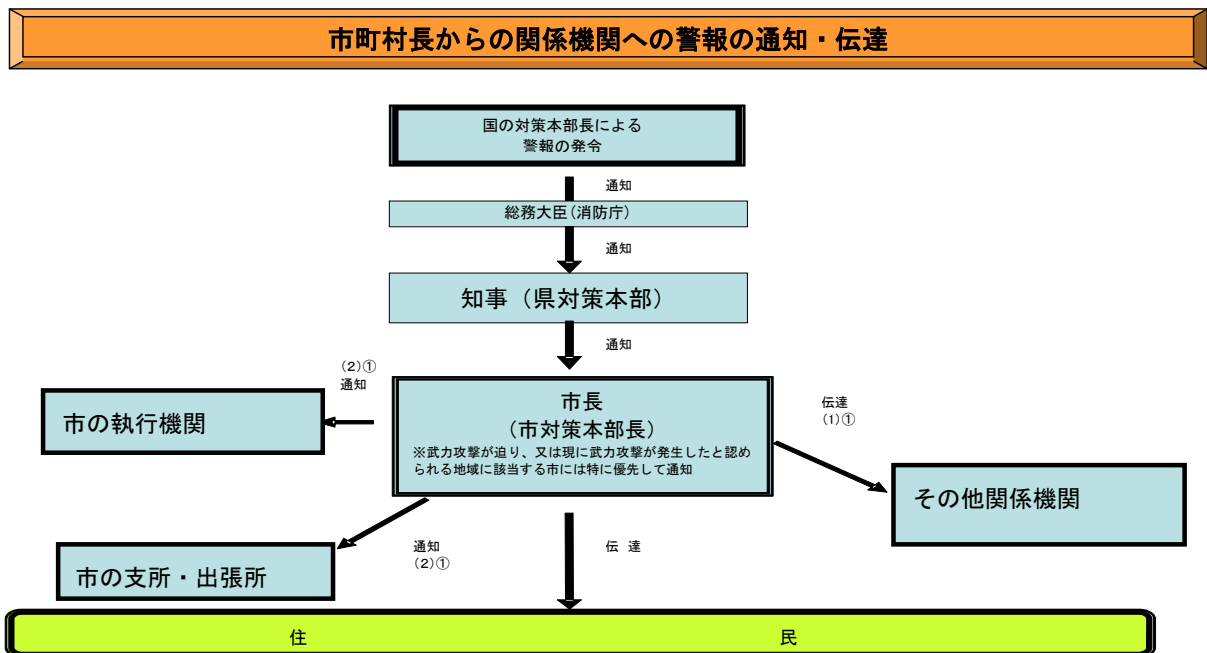 市町村長からの関係機関への警報の通知・伝達
国の対策本部長による
警報の発令
通知
総務大臣(消防庁)
通知
知事（県対策本部）
通知
(2)①
通知
市の執行機関
市長
(市対策本部長)
※武力攻撃が迫り、又は現に武力攻撃が発生したと認め
られる地域に該当する市には特に優先して通知
伝達
(1)①
その他関係機関
通知
(2)①
伝 達
市の支所・出張所
住 民